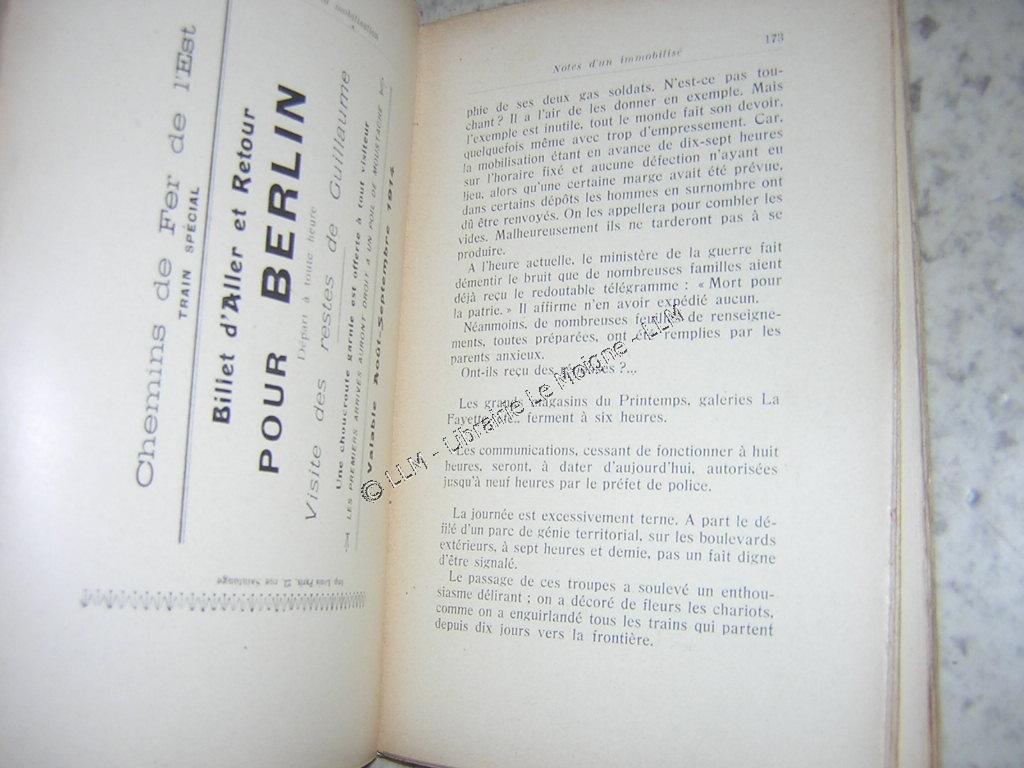 mobilisation
Chemins de Fer de l'Est
TRAIN SPÉCIAL
Billet d'Aller et Retour
POUR BERLIN
Départ à toute heure
Visite des restes de Guillaume
Une choucroute garnie est offerte à tout visiteur
LES PREMIERS ARRIVÉS AURONT DROIT A UN POIL DE MOUSTACHE
Valable Août-Septembre 1914
Imp. Louis Paris, rue
Notes d'un immobilisé
173
phie de ses deux gas soldats. N'est-ce pas tou-
chant ? Il a l'air de les donner en exemple. Mais
l'exemple est inutile, tout le monde fait son devoir,
quelquefois même avec trop d'empressement. Car,
la mobilisation étant en avance de dix-sept heures
sur l'horaire fixé et aucune défection n'ayant eu
lieu, alors qu'une certaine marge avait été prévue,
dans certains dépôts les hommes en surnombre ont
dû être renvoyés. On les appellera pour combler les
vides. Malheureusement ils ne tarderont pas à se
produire.
A l'heure actuelle, le ministère de la guerre fait
démentir le bruit que de nombreuses familles aient
déjà reçu le redoutable télégramme : « Mort pour
la patrie. » Il affirme n'en avoir expédié aucun.
Néanmoins, de nombreuses feuilles de renseigne-
ments, toutes préparées, ont été remplies par les
parents anxieux.
Ont-ils reçu des réponses ?...
Les grands magasins du Printemps, galeries La
Fayette, ferment à six heures.
Les communications, cessant de fonctionner à huit
heures, seront, à dater d'aujourd'hui, autorisées
jusqu'à neuf heures par le préfet de police.
La journée est excessivement terne. A part le dé-
filé d'un parc de génie territorial, sur les boulevards
extérieurs, à sept heures et demie, pas un fait digne
d'être signalé.
Le passage de ces troupes a soulevé un enthou-
siasme délirant ; on a décoré de fleurs les chariots,
comme on a enguirlandé tous les trains qui partent
depuis dix jours vers la frontière.
© LLM - Librairie Le Moigne - LLM